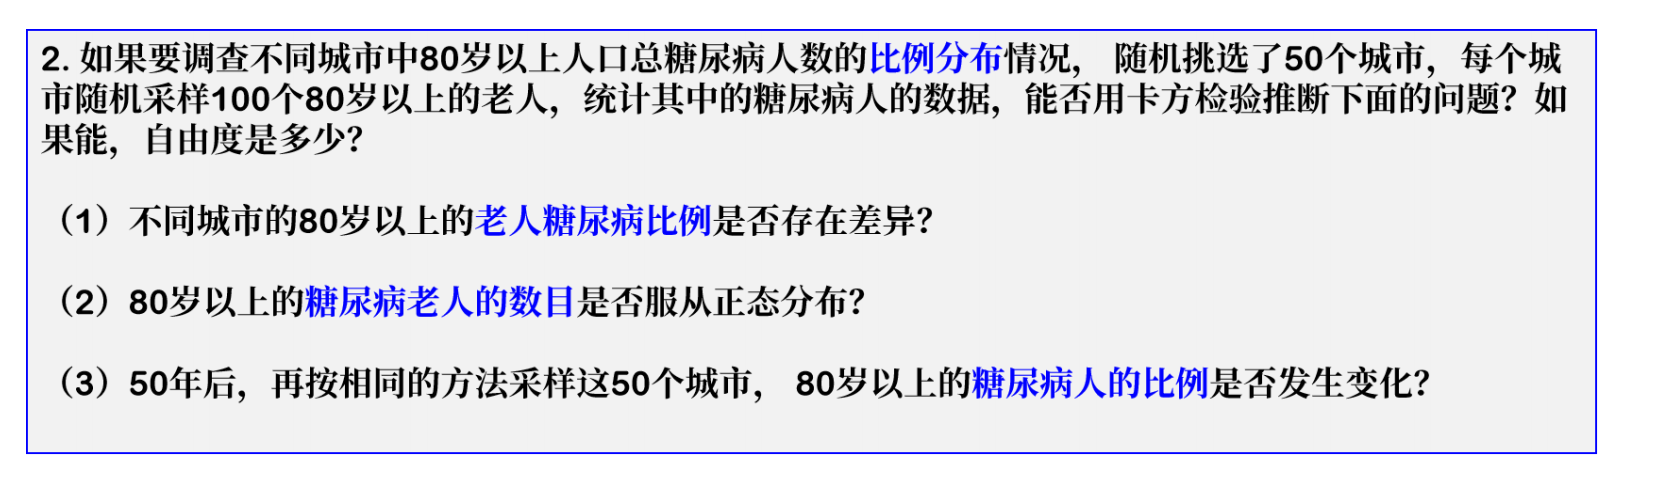 2. 如果要调查不同城市中80岁以上人口总糖尿病人数的比例分布情况， 随机挑选了50个城市，每个城
市随机采样100个80岁以上的老人，统计其中的糖尿病人的数据，能否用卡方检验推断下面的问题？如
果能，自由度是多少？
（1）不同城市的80岁以上的老人糖尿病比例是否存在差异？
（2）80岁以上的糖尿病老人的数目是否服从正态分布？
（3）50年后，再按相同的方法采样这50个城市， 80岁以上的糖尿病人的比例是否发生变化？